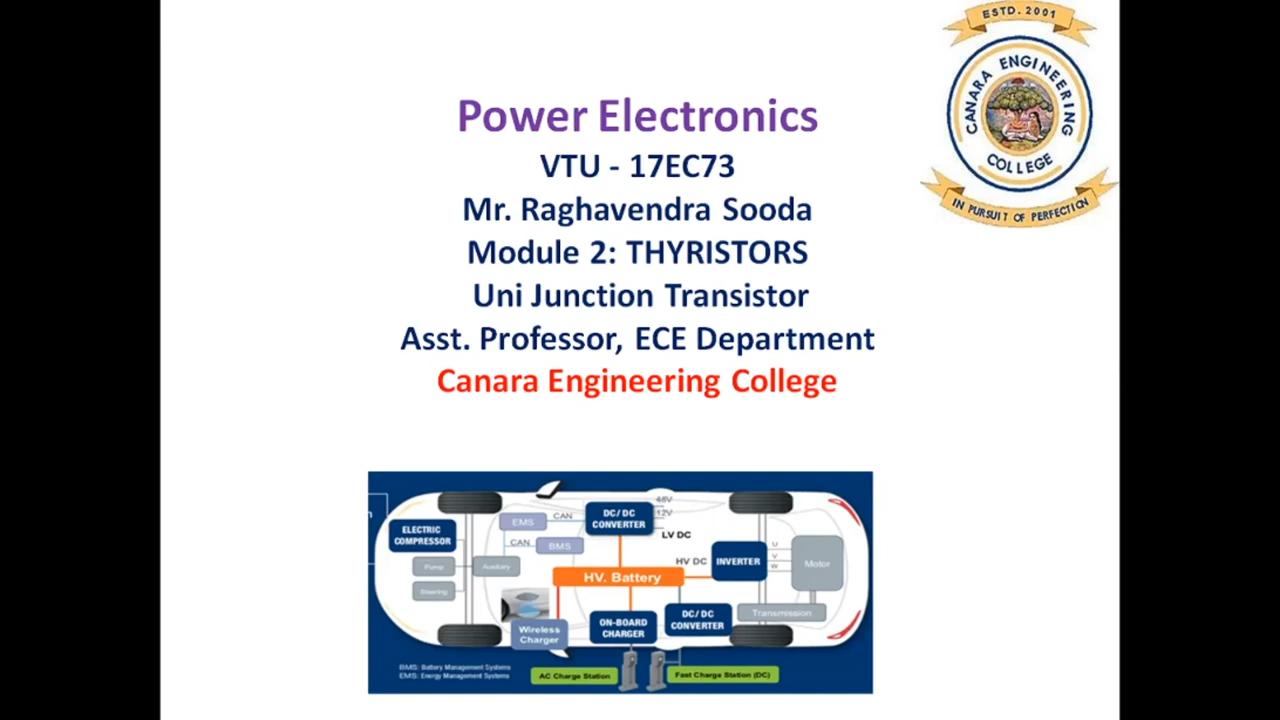 ESTD. 2001
CANARA ENGINEERING
COLLEGE
IN PURSUIT OF PERFECTION
Power Electronics
VTU - 17EC73
Mr. Raghavendra Sooda
Module 2: THYRISTORS
Uni Junction Transistor
Asst. Professor, ECE Department
Canara Engineering College
48V
DC/ DC
CONVERTER
12V
EMS
CAN
ELECTRIC
COMPRESSOR
LV DC
CAN
BMS
HV DC
INVERTER
U
V
W
Motor
Pump
Auxiliary
HV. Battery
Steering
Transmission
DC/ DC
CONVERTER
ON-BOARD
CHARGER
Wireless
Charger
BMS: Battery Management Systems
EMS: Energy Management Systems
AC Charge Station
Fast Charge Station (DC)